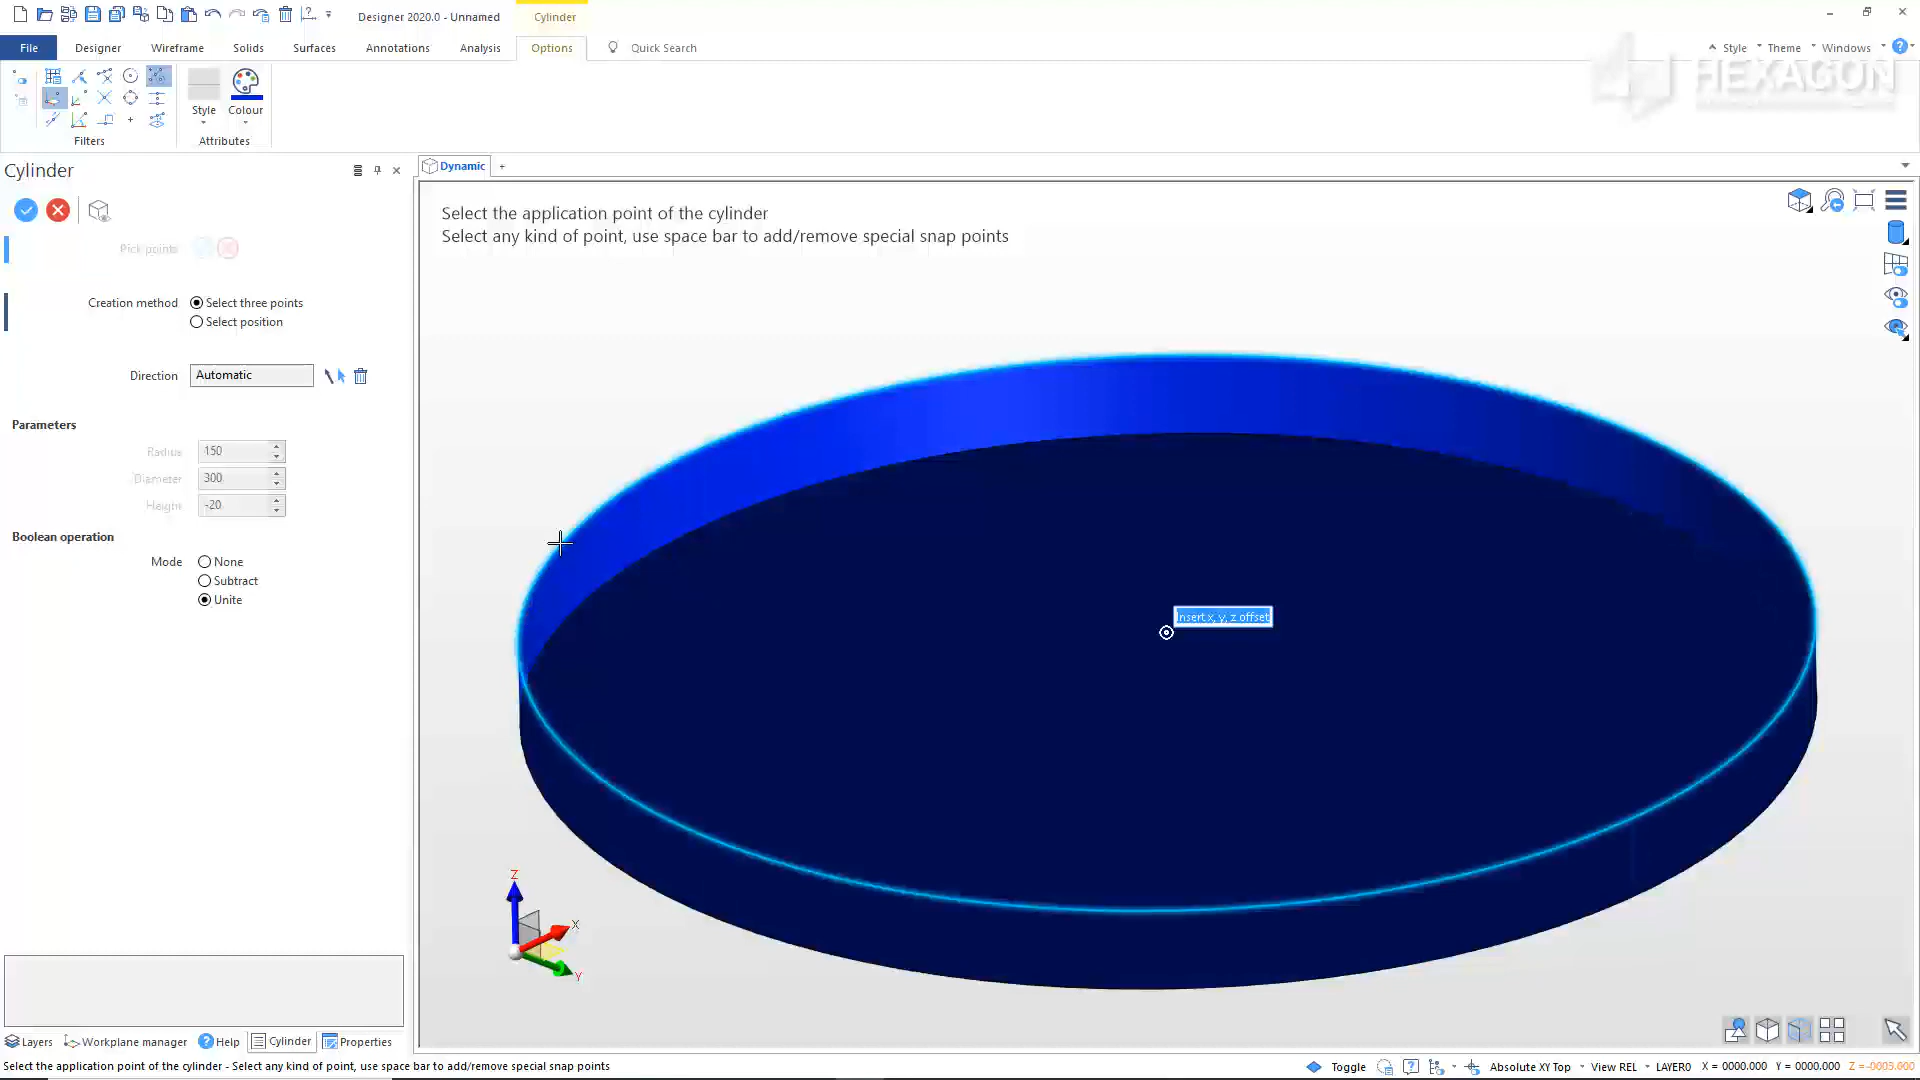 Designer 2020.0 - Unnamed
Cylinder
File
Designer
Wireframe
Solids
Surfaces
Annotations
Analysis
Options
Quick Search
Style
Theme
Windows
HEXAGON
Style
Colour
Filters
Attributes
Cylinder
Dynamic
+
Select the application point of the cylinder
Select any kind of point, use space bar to add/remove special snap points
Pick points
Creation method
Select three points
Select position
Direction
Automatic
Parameters
Radius
150
Diameter
300
Height
-20
Boolean operation
Mode
None
Subtract
Unite
Insert x, y, z offset
Z
X
Y
Layers
Workplane manager
Help
Cylinder
Properties
Select the application point of the cylinder - Select any kind of point, use space bar to add/remove special snap points
Toggle
Absolute XY Top
View REL
LAYER0
X = 0000.000
Y = 0000.000
Z = -0005.000